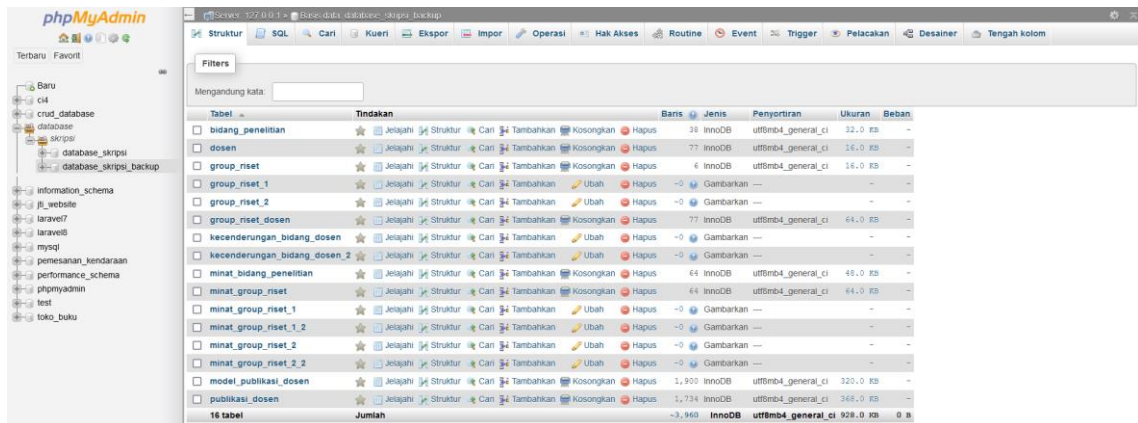 phpMyAdmin
Terbaru Favorit
Baru
ci4
crud_database
database
skripsi
database_skripsi
database_skripsi_backup
information_schema
jti_website
laravel7
laravel8
mysql
pemesanan_kendaraan
performance_schema
phpmyadmin
test
toko_buku
Server: 127.0.0.1 » Basis data: database_skripsi_backup
Struktur SQL Cari Kueri Ekspor Impor Operasi Hak Akses Routine Event Trigger Pelacakan Desainer Tengah kolom
Filters
Mengandung kata:
Tabel Tindakan Baris Jenis Penyortiran Ukuran Beban
bidang_penelitian Jelajahi Struktur Cari Tambahkan Kosongkan Hapus 38 InnoDB utf8mb4_general_ci 32.0 KB -
dosen Jelajahi Struktur Cari Tambahkan Kosongkan Hapus 77 InnoDB utf8mb4_general_ci 16.0 KB -
group_riset Jelajahi Struktur Cari Tambahkan Kosongkan Hapus 6 InnoDB utf8mb4_general_ci 16.0 KB -
group_riset_1 Jelajahi Struktur Cari Tambahkan Ubah Hapus ~0 Gambarkan --- - -
group_riset_2 Jelajahi Struktur Cari Tambahkan Ubah Hapus ~0 Gambarkan --- - -
group_riset_dosen Jelajahi Struktur Cari Tambahkan Kosongkan Hapus 77 InnoDB utf8mb4_general_ci 64.0 KB -
kecenderungan_bidang_dosen Jelajahi Struktur Cari Tambahkan Ubah Hapus ~0 Gambarkan --- - -
kecenderungan_bidang_dosen_2 Jelajahi Struktur Cari Tambahkan Ubah Hapus ~0 Gambarkan --- - -
minat_bidang_penelitian Jelajahi Struktur Cari Tambahkan Kosongkan Hapus 64 InnoDB utf8mb4_general_ci 48.0 KB -
minat_group_riset Jelajahi Struktur Cari Tambahkan Kosongkan Hapus 64 InnoDB utf8mb4_general_ci 64.0 KB -
minat_group_riset_1 Jelajahi Struktur Cari Tambahkan Ubah Hapus ~0 Gambarkan --- - -
minat_group_riset_1_2 Jelajahi Struktur Cari Tambahkan Ubah Hapus ~0 Gambarkan --- - -
minat_group_riset_2 Jelajahi Struktur Cari Tambahkan Ubah Hapus ~0 Gambarkan --- - -
minat_group_riset_2_2 Jelajahi Struktur Cari Tambahkan Ubah Hapus ~0 Gambarkan --- - -
model_publikasi_dosen Jelajahi Struktur Cari Tambahkan Kosongkan Hapus 1,900 InnoDB utf8mb4_general_ci 320.0 KB -
publikasi_dosen Jelajahi Struktur Cari Tambahkan Kosongkan Hapus 1,734 InnoDB utf8mb4_general_ci 368.0 KB -
16 tabel Jumlah ~3,960 InnoDB utf8mb4_general_ci 928.0 KB 0 B